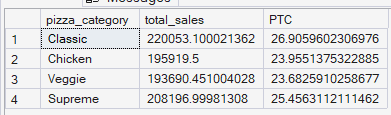 Messages
pizza_category total_sales PTC
1 Classic 220053.100021362 26.9059602306976
2 Chicken 195919.5 23.9551375322885
3 Veggie 193690.451004028 23.6825910258677
4 Supreme 208196.99981308 25.4563112111462